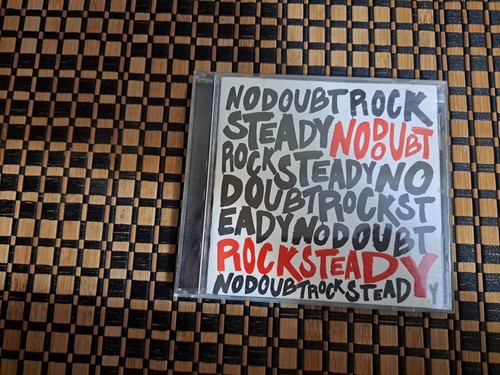 NODOUBTROCK
STEADYNODOUBT
ROCKSTEADYNO
DOUBTROCKST
EADYNODOUBT
ROCKSTEADY
NODOUBTROCKSTEADY